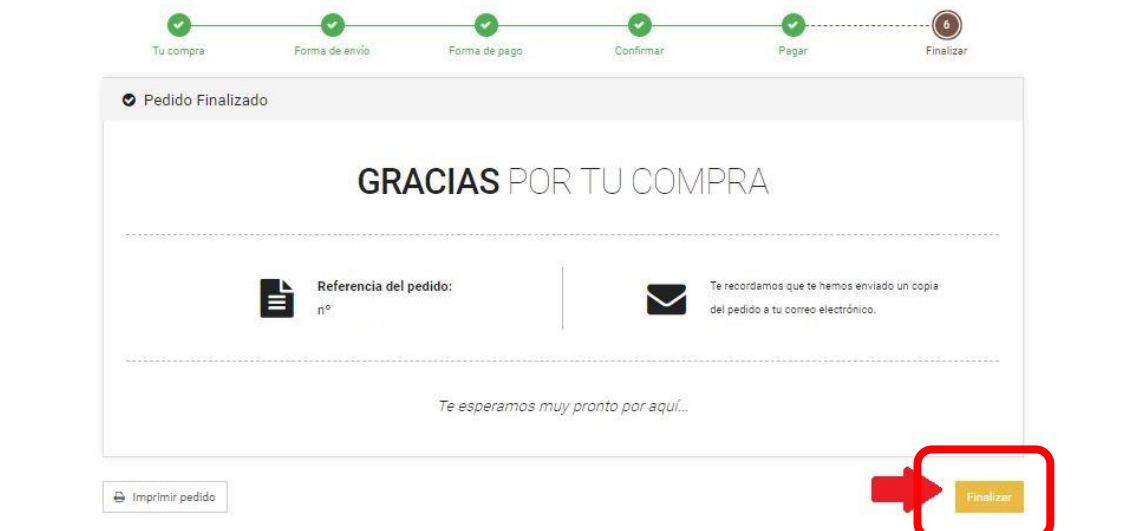 6
Tu compra
Forma de envío
Forma de pago
Confirmar
Pagar
Finalizar
Pedido Finalizado
GRACIAS POR TU COMPRA
Referencia del pedido:
nº
Te recordamos que te hemos enviado un copia
del pedido a tu correo electrónico.
Te esperamos muy pronto por aquí...
Imprimir pedido
Finalizar